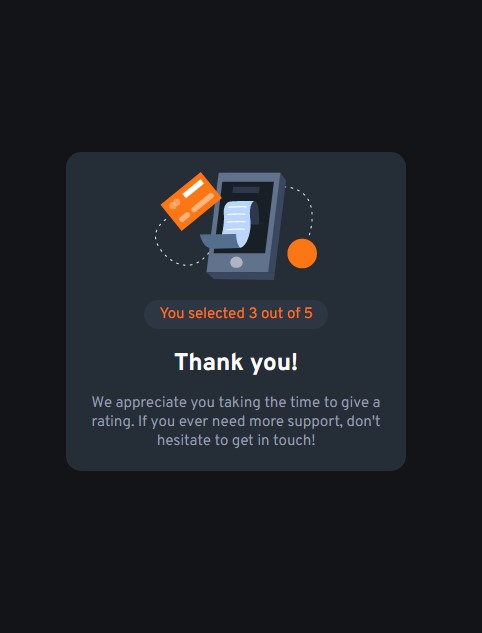 You selected 3 out of 5
Thank you!
We appreciate you taking the time to give a
rating. If you ever need more support, don't
hesitate to get in touch!